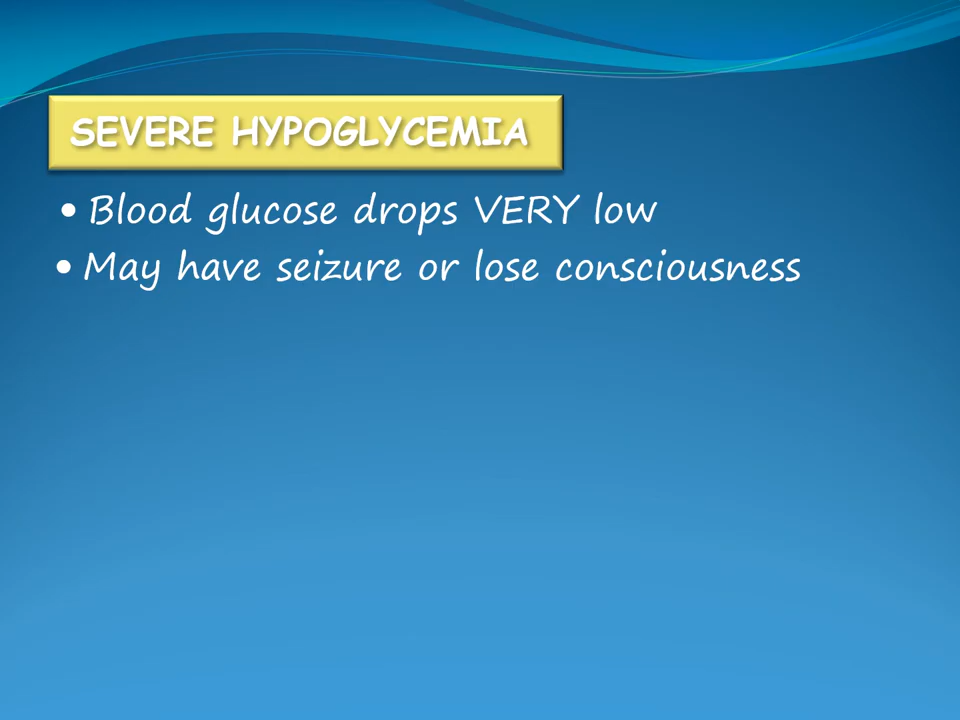 SEVERE HYPOGLYCEMIA
• Blood glucose drops VERY low
• May have seizure or lose consciousness